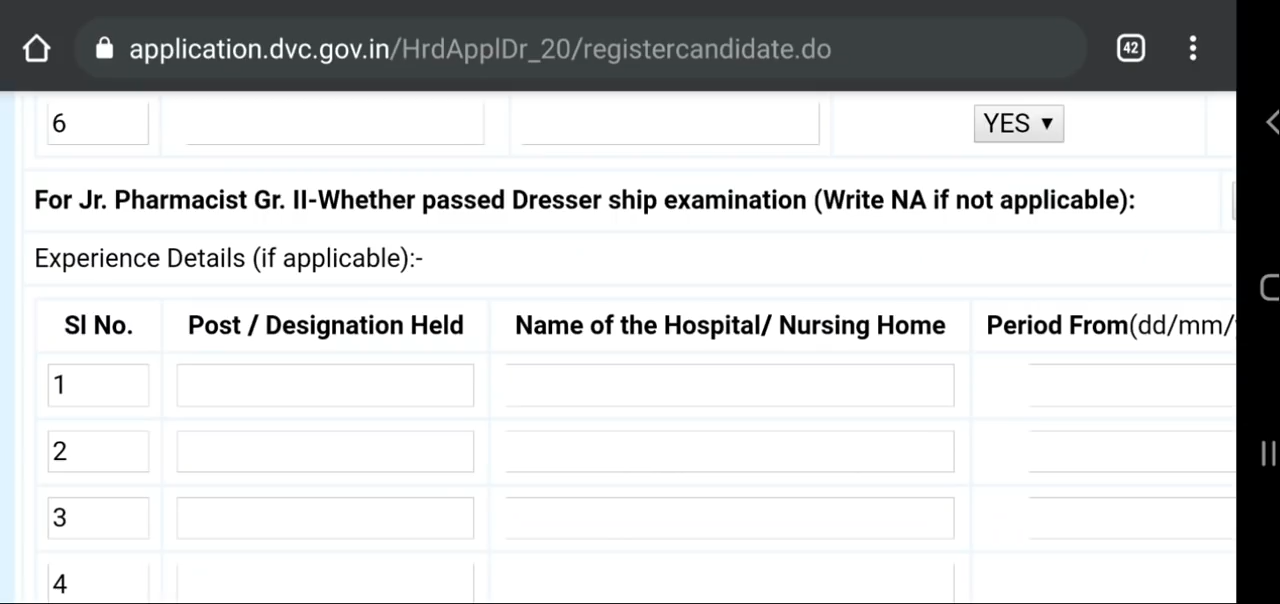 application.dvc.gov.in/HrdApplDr_20/registercandidate.do
42
6
YES
For Jr. Pharmacist Gr. II-Whether passed Dresser ship examination (Write NA if not applicable):
Experience Details (if applicable):-
Sl No. Post / Designation Held Name of the Hospital/ Nursing Home Period From(dd/mm/
1
2
3
4